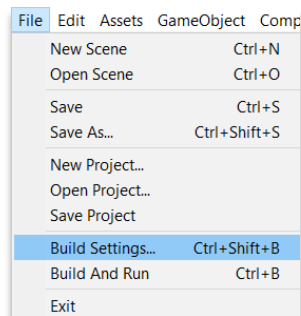 File Edit Assets GameObject Comp
New Scene Ctrl+N
Open Scene Ctrl+O
Save Ctrl+S
Save As... Ctrl+Shift+S
New Project...
Open Project...
Save Project
Build Settings... Ctrl+Shift+B
Build And Run Ctrl+B
Exit